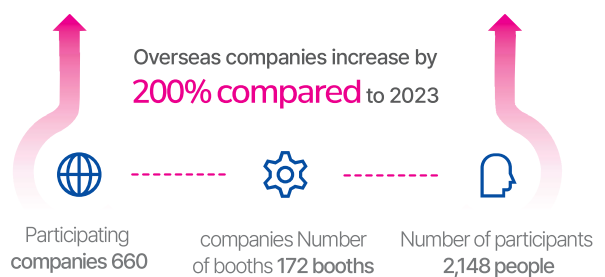 Overseas companies increase by
200% compared to 2023
Participating
companies 660
companies Number
of booths 172 booths
Number of participants
2,148 people